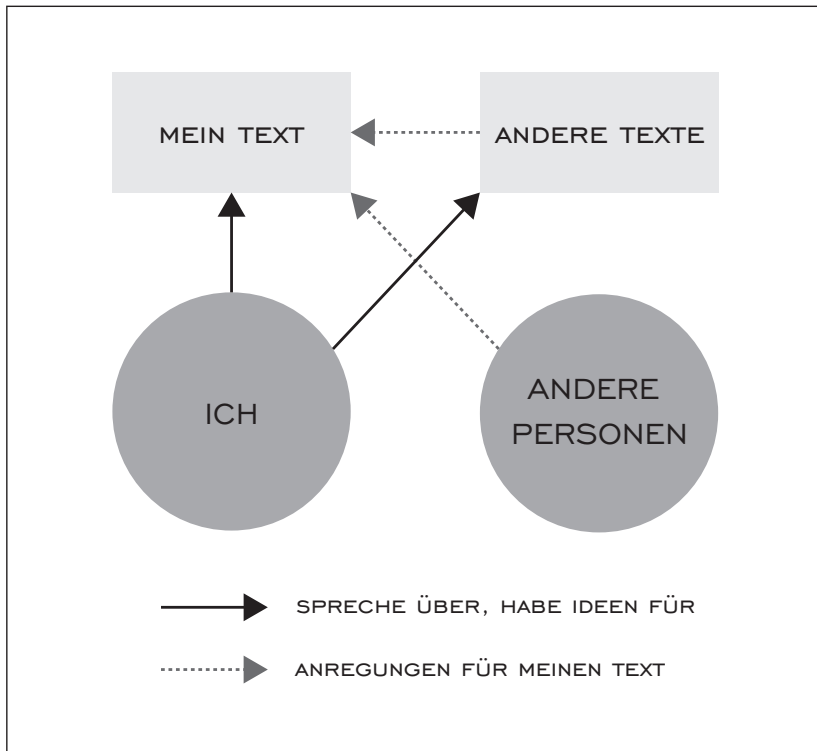 MEIN TEXT
ANDERE TEXTE
ICH
ANDERE
PERSONEN
SPRECHE ÜBER, HABE IDEEN FÜR
ANREGUNGEN FÜR MEINEN TEXT